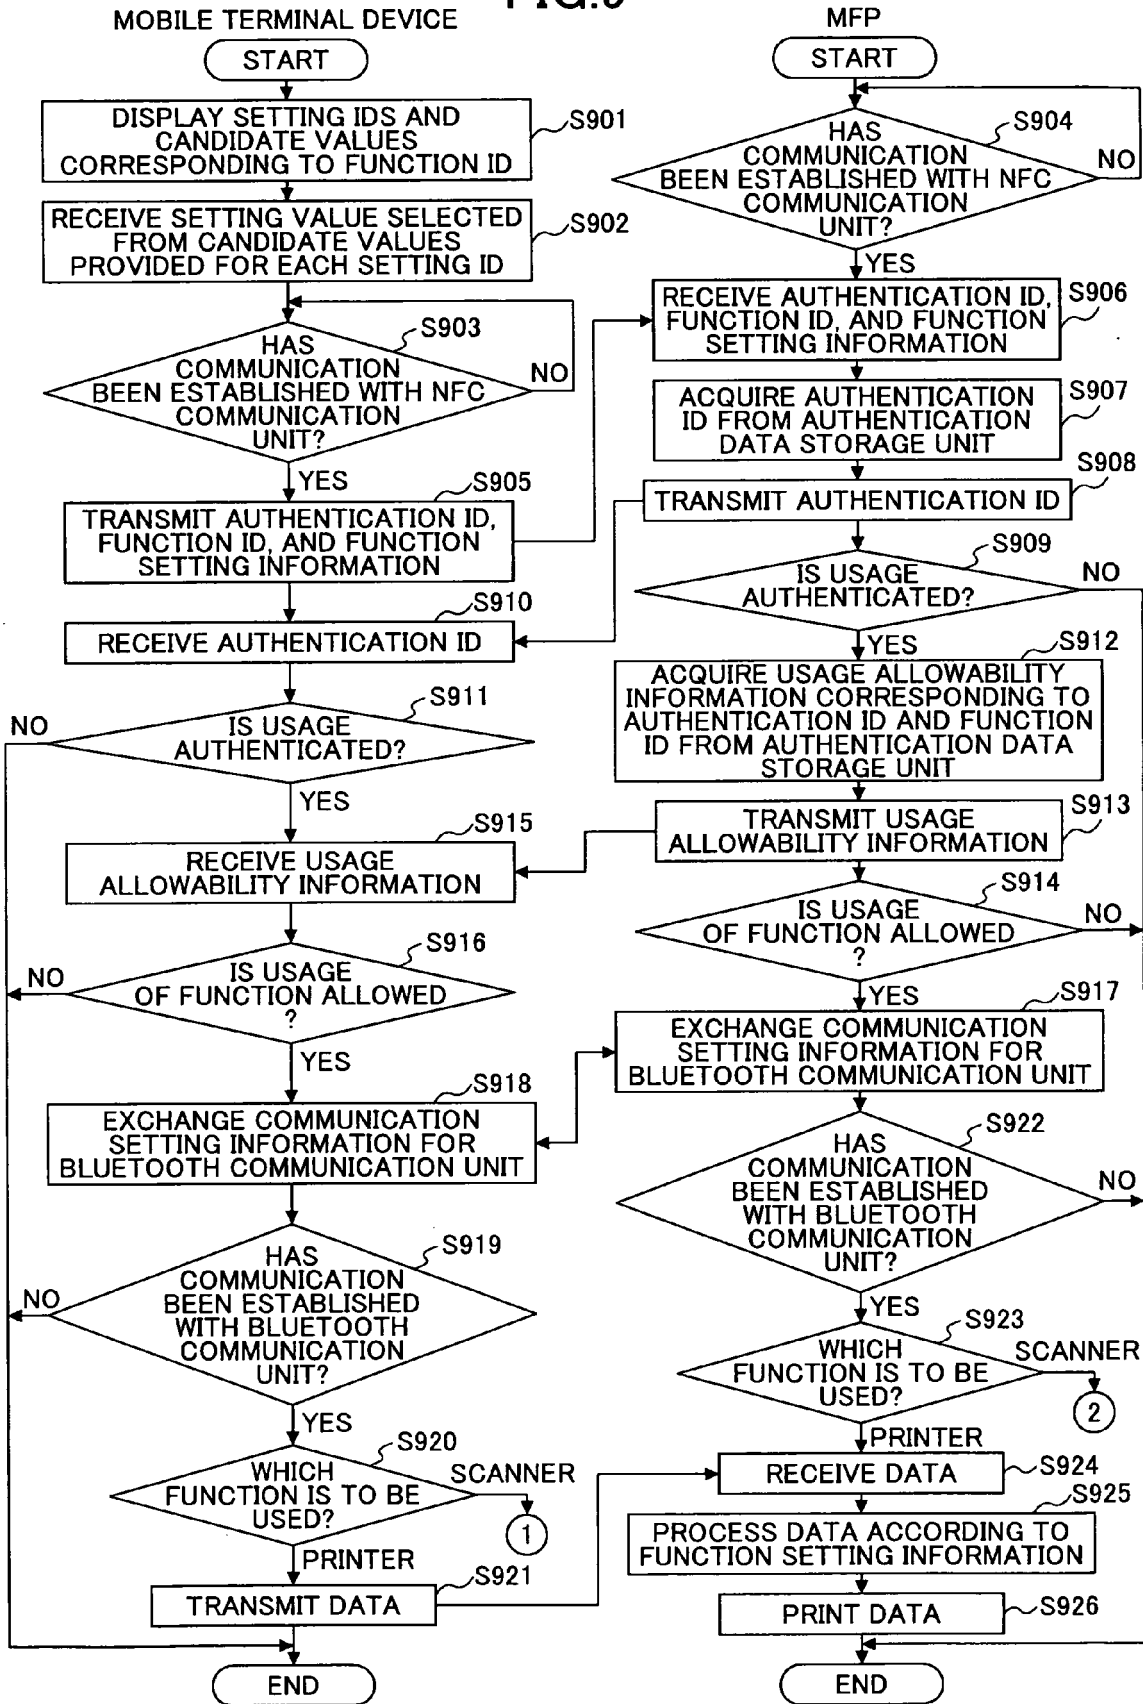 FIG.9
MOBILE TERMINAL DEVICE
START
DISPLAY SETTING IDS AND
CANDIDATE VALUES
CORRESPONDING TO FUNCTION ID
S901
RECEIVE SETTING VALUE SELECTED
FROM CANDIDATE VALUES
PROVIDED FOR EACH SETTING ID
S902
S903
HAS
COMMUNICATION
BEEN ESTABLISHED WITH NFC
COMMUNICATION
UNIT?
NO
YES
S905
TRANSMIT AUTHENTICATION ID,
FUNCTION ID, AND FUNCTION
SETTING INFORMATION
S910
RECEIVE AUTHENTICATION ID
S911
NO
IS USAGE
AUTHENTICATED?
YES
S915
RECEIVE USAGE
ALLOWABILITY INFORMATION
S916
NO
IS USAGE
OF FUNCTION ALLOWED
?
YES
S918
EXCHANGE COMMUNICATION
SETTING INFORMATION FOR
BLUETOOTH COMMUNICATION UNIT
S919
HAS
COMMUNICATION
BEEN ESTABLISHED
WITH BLUETOOTH
COMMUNICATION
UNIT?
NO
YES
S920
WHICH
FUNCTION IS TO BE
USED?
SCANNER
1
PRINTER
S921
TRANSMIT DATA
END
MFP
START
S904
HAS
COMMUNICATION
BEEN ESTABLISHED WITH NFC
COMMUNICATION
UNIT?
NO
YES
RECEIVE AUTHENTICATION ID,
FUNCTION ID, AND FUNCTION
SETTING INFORMATION
S906
ACQUIRE AUTHENTICATION
ID FROM AUTHENTICATION
DATA STORAGE UNIT
S907
S908
TRANSMIT AUTHENTICATION ID
S909
IS USAGE
AUTHENTICATED?
NO
YES
S912
ACQUIRE USAGE ALLOWABILITY
INFORMATION CORRESPONDING TO
AUTHENTICATION ID AND FUNCTION
ID FROM AUTHENTICATION DATA
STORAGE UNIT
TRANSMIT USAGE
ALLOWABILITY INFORMATION
S913
S914
IS USAGE
OF FUNCTION ALLOWED
?
NO
YES
S917
EXCHANGE COMMUNICATION
SETTING INFORMATION FOR
BLUETOOTH COMMUNICATION UNIT
S922
HAS
COMMUNICATION
BEEN ESTABLISHED
WITH BLUETOOTH
COMMUNICATION
UNIT?
NO
YES
S923
WHICH
FUNCTION IS TO BE
USED?
SCANNER
2
PRINTER
RECEIVE DATA
S924
S925
PROCESS DATA ACCORDING TO
FUNCTION SETTING INFORMATION
PRINT DATA
S926
END